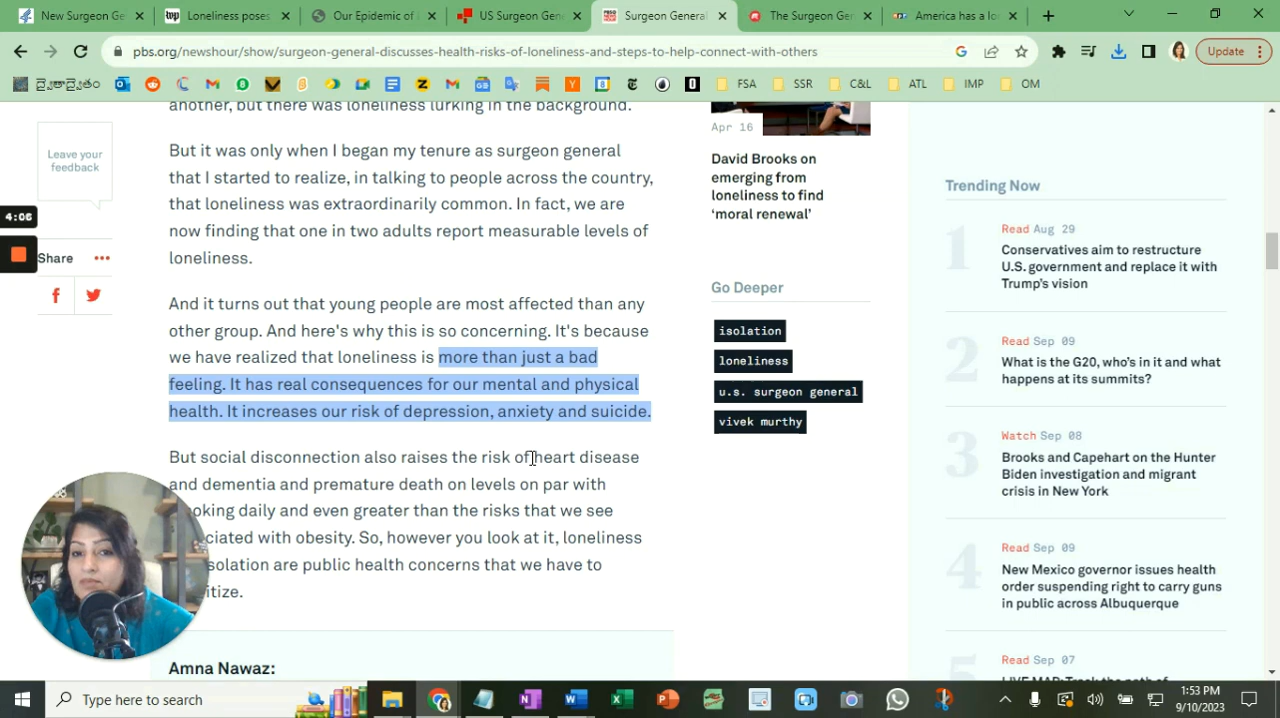 New Surgeon Ge
Loneliness poses
Our Epidemic of
US Surgeon Gene
Surgeon General
The Surgeon Gen
America has a lo
pbs.org/newshour/show/surgeon-general-discusses-health-risks-of-loneliness-and-steps-to-help-connect-with-others
Update
FSA
SSR
C&L
ATL
IMP
OM
another, but there was loneliness lurking in the background.
But it was only when I began my tenure as surgeon general
that I started to realize, in talking to people across the country,
that loneliness was extraordinarily common. In fact, we are
now finding that one in two adults report measurable levels of
loneliness.
And it turns out that young people are most affected than any
other group. And here's why this is so concerning. It's because
we have realized that loneliness is more than just a bad
feeling. It has real consequences for our mental and physical
health. It increases our risk of depression, anxiety and suicide.
But social disconnection also raises the risk of heart disease
and dementia and premature death on levels on par with
oking daily and even greater than the risks that we see
ciated with obesity. So, however you look at it, loneliness
solation are public health concerns that we have to
itize.
Amna Nawaz:
Leave your
feedback
4:06
Share
Apr 16
David Brooks on
emerging from
loneliness to find
‘moral renewal’
Go Deeper
isolation
loneliness
u.s. surgeon general
vivek murthy
Trending Now
1
Read Aug 29
Conservatives aim to restructure
U.S. government and replace it with
Trump’s vision
2
Read Sep 09
What is the G20, who’s in it and what
happens at its summits?
3
Watch Sep 08
Brooks and Capehart on the Hunter
Biden investigation and migrant
crisis in New York
4
Read Sep 09
New Mexico governor issues health
order suspending right to carry guns
in public across Albuquerque
5
Read Sep 07
Type here to search
1:53 PM
9/10/2023